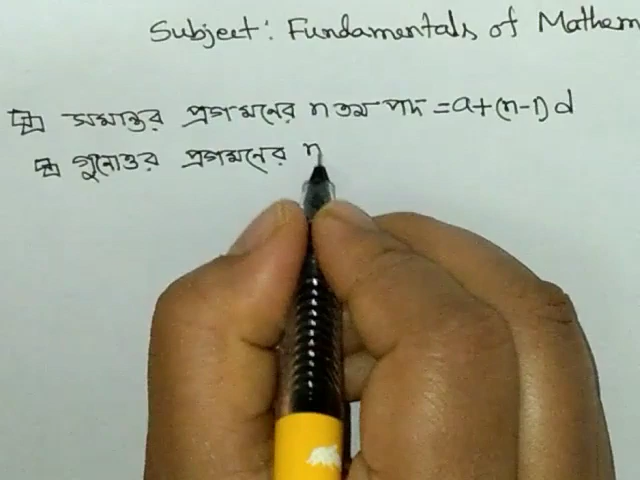 Subject: Fundamentals of Mathem
সমান্তর প্রগমনের n তম পদ = a+(n-1)d
গুনোত্তর প্রগমনের n